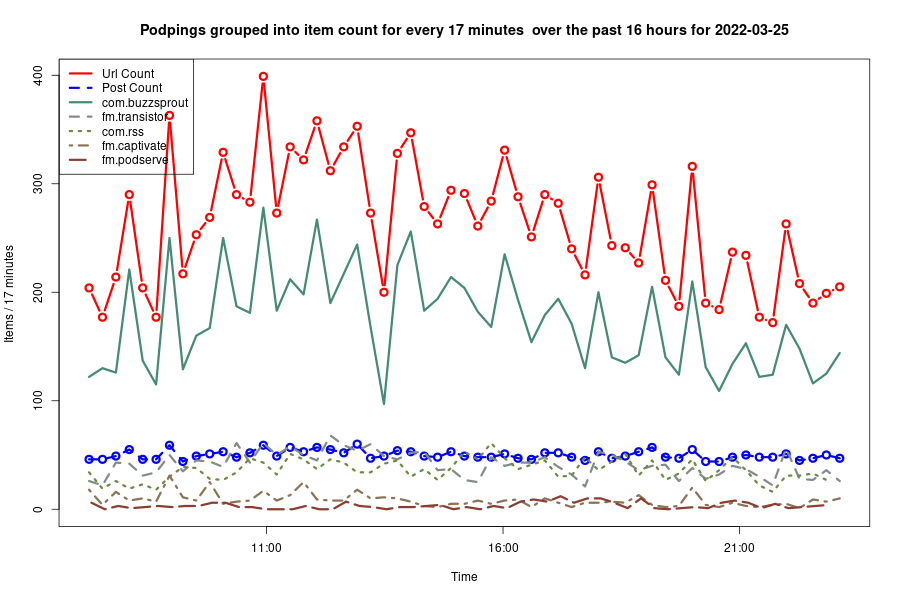 Podpings grouped into item count for every 17 minutes  over the past 16 hours for 2022-03-25
Url Count
Post Count
com.buzzsprout
fm.transistor
com.rss
fm.captivate
fm.podserve
400
300
200
100
0
Items / 17 minutes
11:00
16:00
21:00
Time